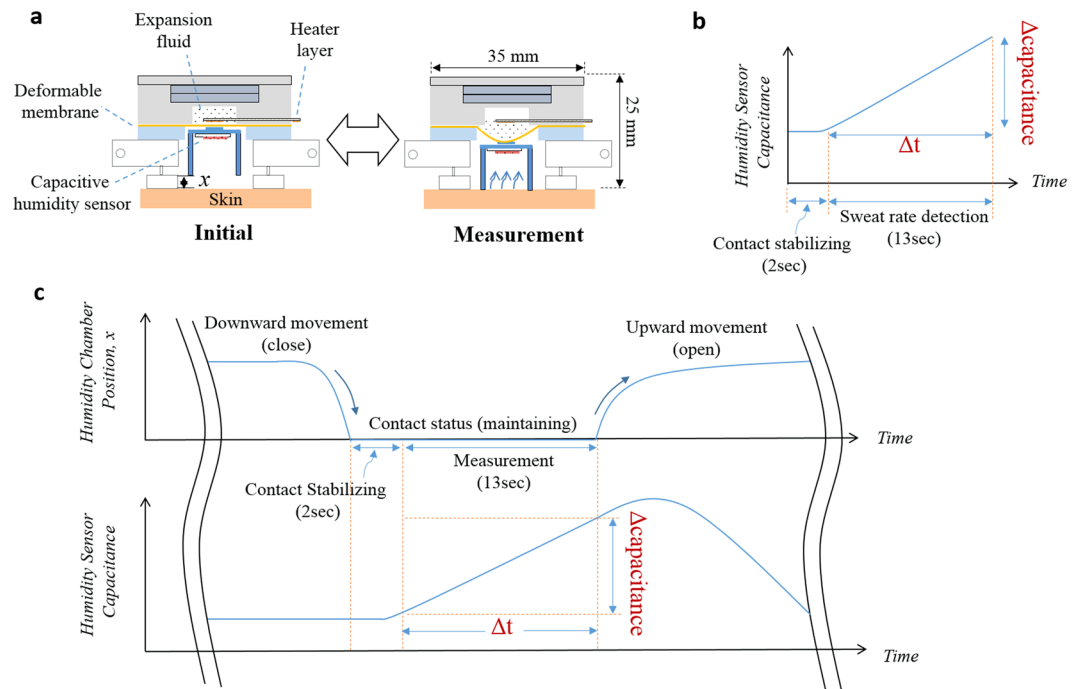 a
Expansion
fluid
Heater
layer
Deformable
membrane
Capacitive
humidity sensor
x
Skin
Initial
35 mm
25 mm
Measurement
b
Humidity Sensor
Capacitance
Δcapacitance
Δt
Time
Contact stabilizing
(2sec)
Sweat rate detection
(13sec)
c
Humidity Chamber
Position, x
Downward movement
(close)
Upward movement
(open)
Contact status (maintaining)
Time
Measurement
(13sec)
Contact Stabilizing
(2sec)
Humidity Sensor
Capacitance
Δcapacitance
Δt
Time